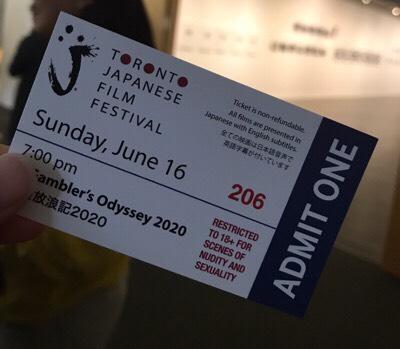 TORONTO
JAPANESE
FILM
FESTIVAL
Ticket is non-refundable.
All films are presented in
Japanese with English subtitles.
全ての映画は日本語音声で
英語字幕が付いています
Sunday, June 16
7:00 pm
Gambler's Odyssey 2020
放浪記2020
206
RESTRICTED
TO 18+ FOR
SCENES OF
NUDITY AND
SEXUALITY
ADMIT ONE